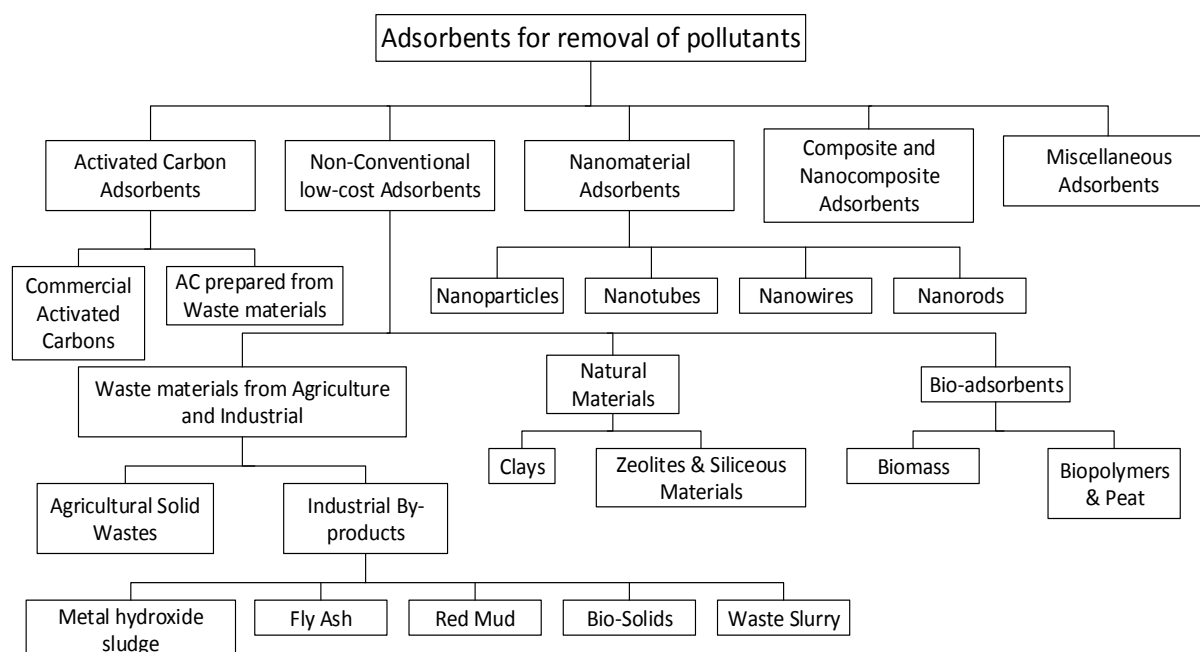 Adsorbents for removal of pollutants
Activated Carbon
Adsorbents
Non-Conventional
low-cost Adsorbents
Nanomaterial
Adsorbents
Composite and
Nanocomposite
Adsorbents
Miscellaneous
Adsorbents
Commercial
Activated
Carbons
AC prepared from
Waste materials
Nanoparticles
Nanotubes
Nanowires
Nanorods
Waste materials from Agriculture
and Industrial
Natural
Materials
Bio-adsorbents
Clays
Zeolites & Siliceous
Materials
Biomass
Biopolymers
& Peat
Agricultural Solid
Wastes
Industrial By-
products
Metal hydroxide
sludge
Fly Ash
Red Mud
Bio-Solids
Waste Slurry